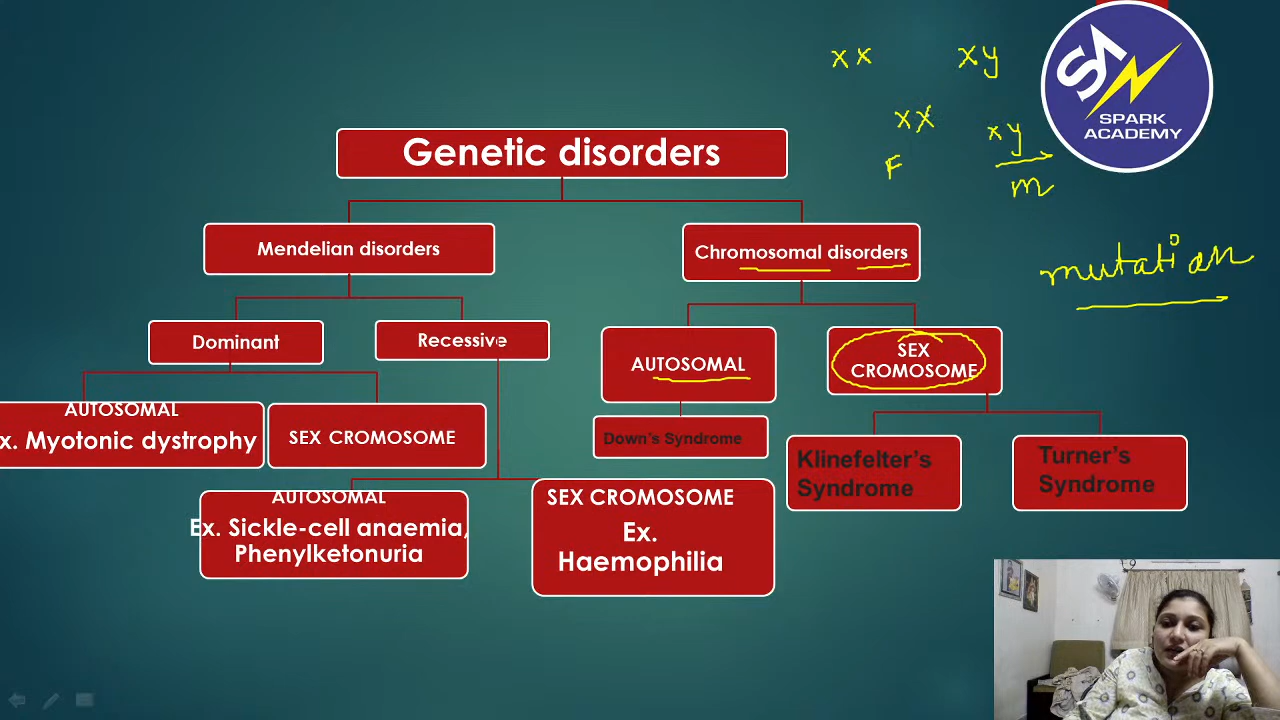 xx xy
SPARK
ACADEMY
xx xy
F m
Genetic disorders
Mendelian disorders
Chromosomal disorders
mutation
Dominant
Recessive
AUTOSOMAL
SEX
CROMOSOME
AUTOSOMAL
x. Myotonic dystrophy
SEX CROMOSOME
Down's Syndrome
Klinefelter's
Syndrome
Turner's
Syndrome
AUTOSOMAL
Ex. Sickle-cell anaemia,
Phenylketonuria
SEX CROMOSOME
Ex.
Haemophilia